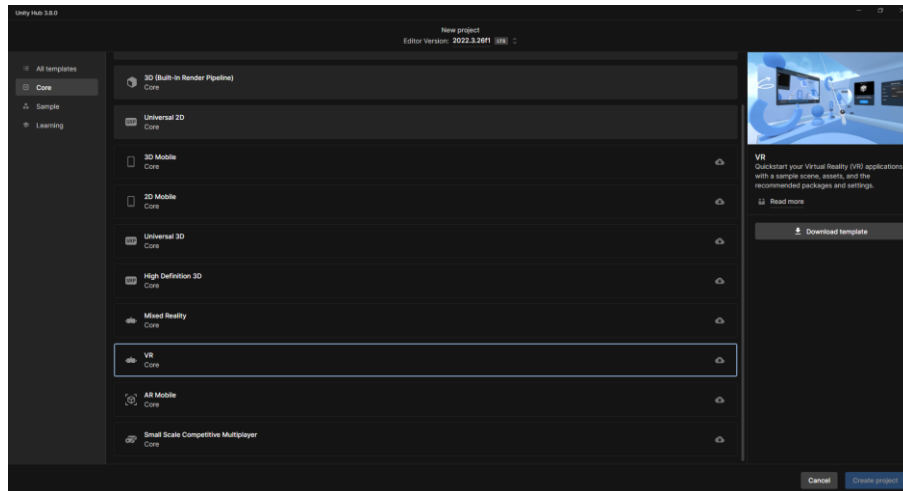 Unity Hub 3.8.0
New project
Editor Version: 2022.3.26f1 LTS
All templates
Core
Sample
Learning
3D (Built-In Render Pipeline)
Core
URP
Universal 2D
Core
3D Mobile
Core
2D Mobile
Core
URP
Universal 3D
Core
URP
High Definition 3D
Core
Mixed Reality
Core
VR
Core
AR Mobile
Core
Small Scale Competitive Multiplayer
Core
VR
Quickstart your Virtual Reality (VR) applications
with a sample scene, assets, and the
recommended packages and settings.
Read more
Download template
Cancel
Create project